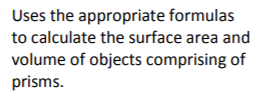 Uses the appropriate formulas
to calculate the surface area and
volume of objects comprising of
prisms.